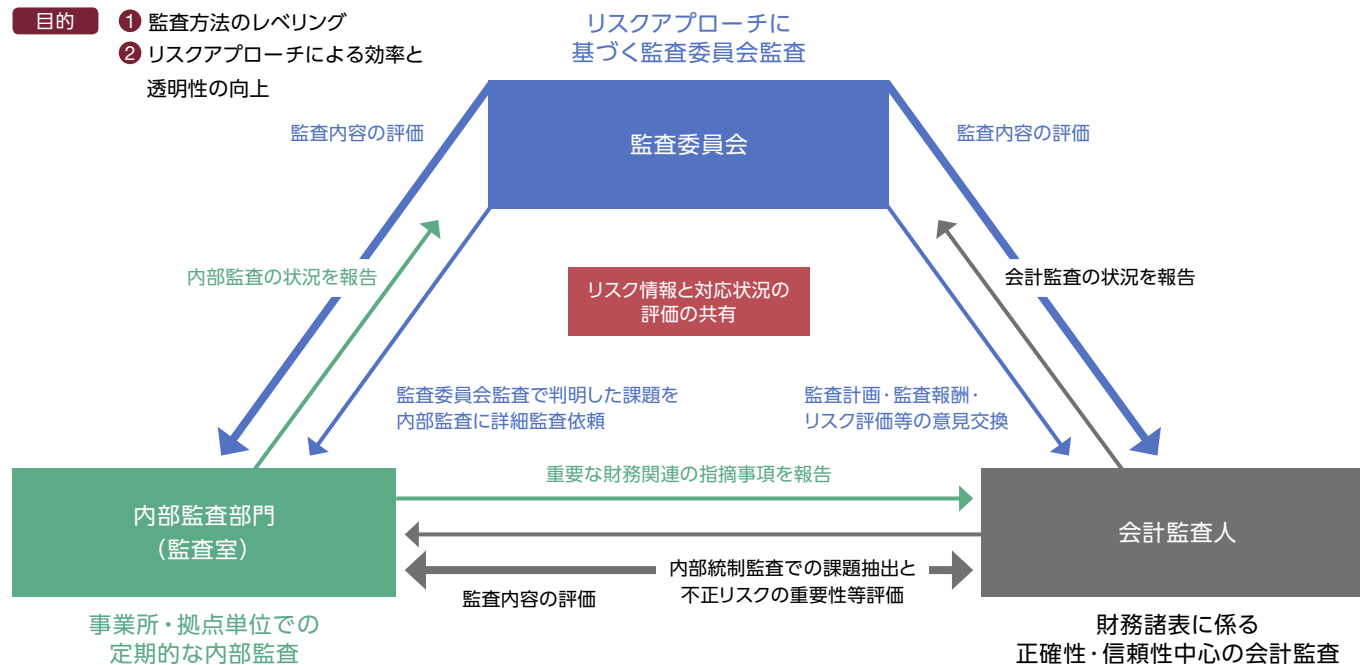 目的
❶ 監査方法のレベリング
❷ リスクアプローチによる効率と
透明性の向上
リスクアプローチに
基づく監査委員会監査
監査内容の評価
監査委員会
監査内容の評価
内部監査の状況を報告
リスク情報と対応状況の
評価の共有
会計監査の状況を報告
監査委員会監査で判明した課題を
内部監査に詳細監査依頼
監査計画・監査報酬・
リスク評価等の意見交換
重要な財務関連の指摘事項を報告
内部監査部門
（監査室）
会計監査人
監査内容の評価
内部統制監査での課題抽出と
不正リスクの重要性等評価
事業所・拠点単位での
定期的な内部監査
財務諸表に係る
正確性・信頼性中心の会計監査